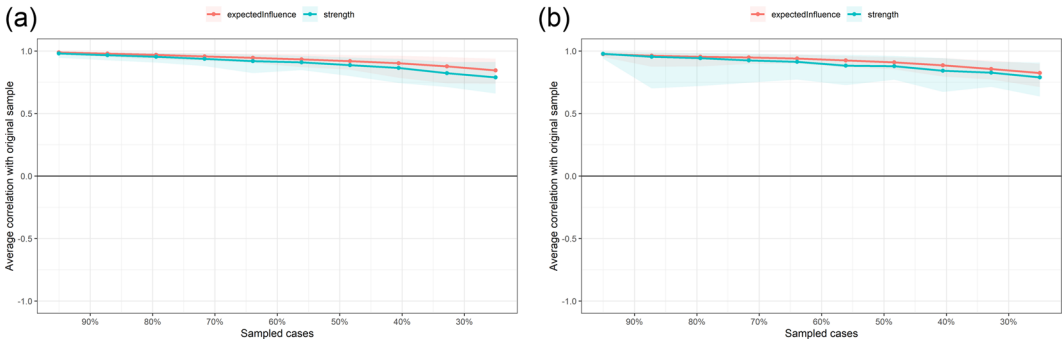 (a)
expectedInfluence strength
Average correlation with original sample
1.0
0.5
0.0
-0.5
-1.0
90% 80% 70% 60% 50% 40% 30%
Sampled cases
(b)
expectedInfluence strength
Average correlation with original sample
1.0
0.5
0.0
-0.5
-1.0
90% 80% 70% 60% 50% 40% 30%
Sampled cases